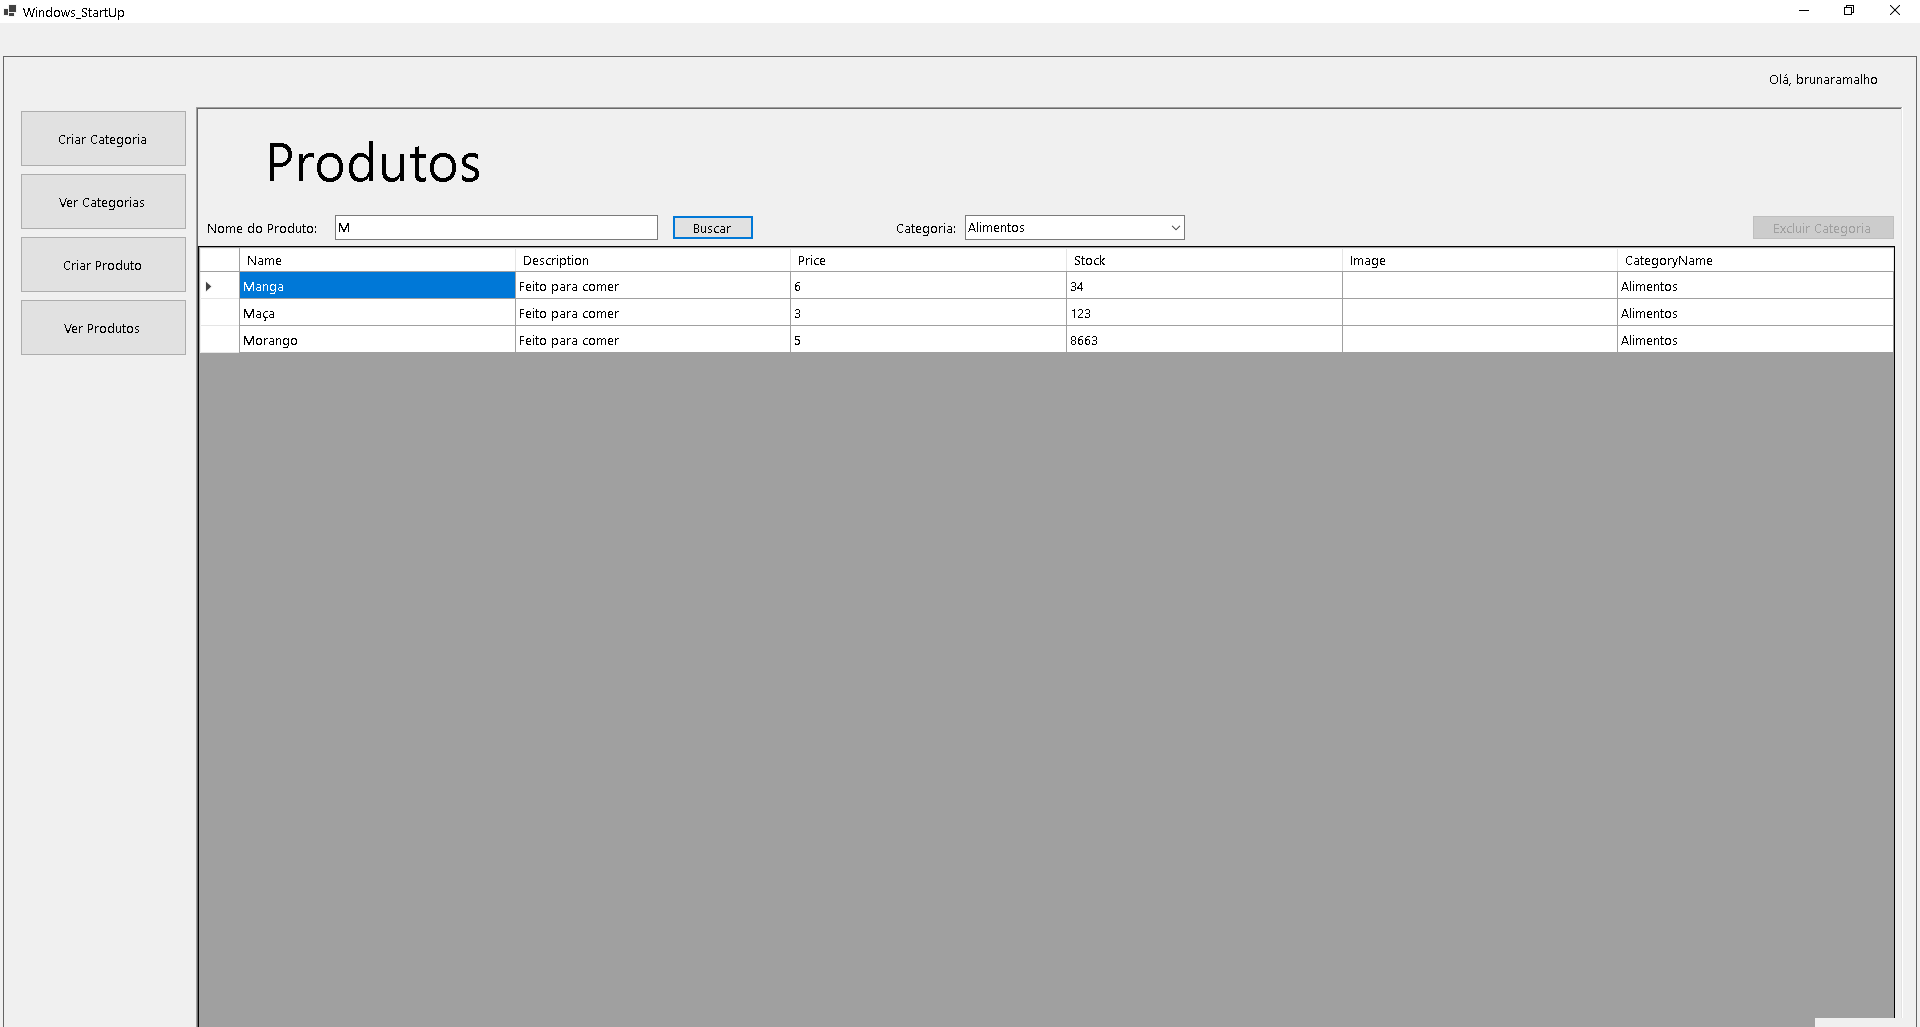 Windows_StartUp
Olá, brunaramalho
Criar Categoria
Ver Categorias
Criar Produto
Ver Produtos
Produtos
Nome do Produto: M Buscar Categoria: Alimentos Excluir Categoria
Name Description Price Stock Image CategoryName
Manga Feito para comer 6 34 Alimentos
Maça Feito para comer 3 123 Alimentos
Morango Feito para comer 5 8663 Alimentos